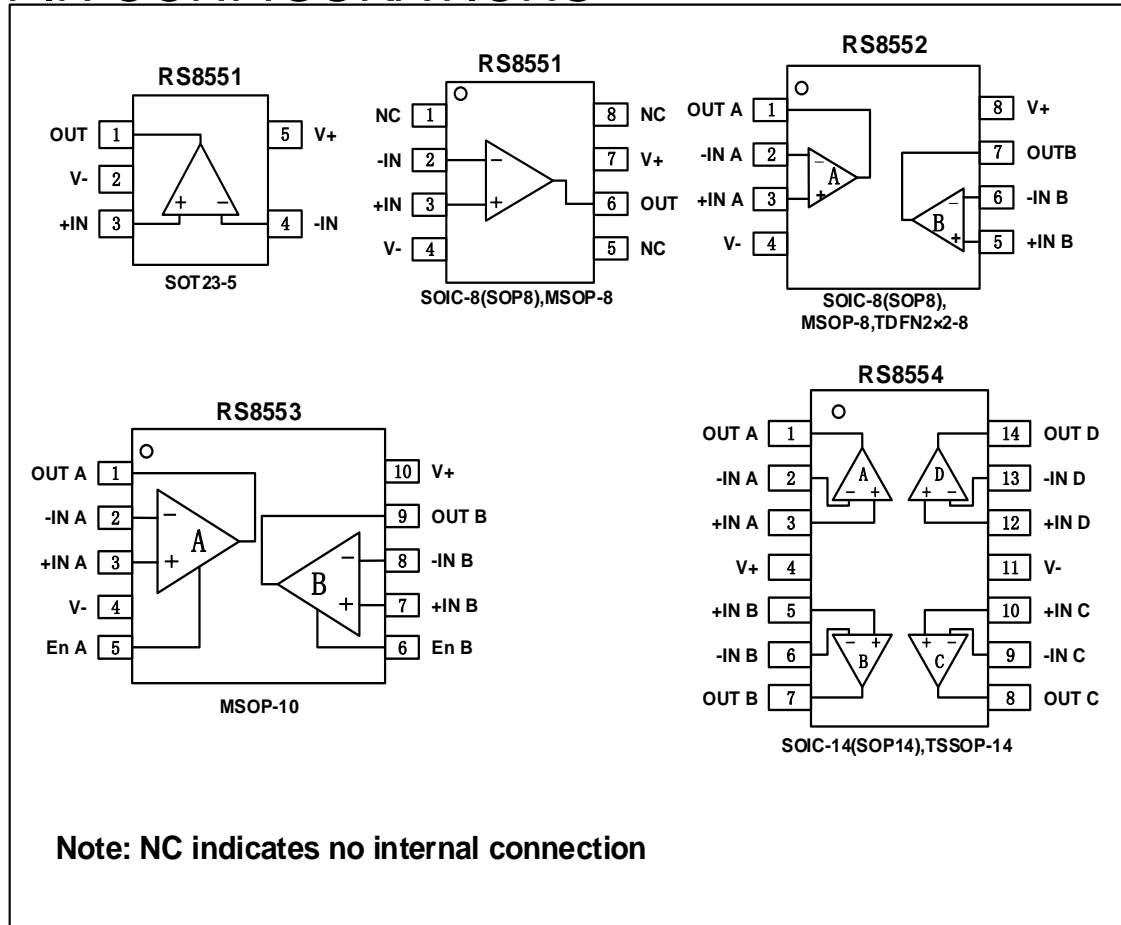 PIN CONFIGURATIONS
RS8551
OUT 1
5 V+
V- 2
+IN 3
+ −
4 -IN
SOT23-5
RS8551
NC 1
8 NC
-IN 2
−
7 V+
+IN 3
+
6 OUT
V- 4
5 NC
SOIC-8(SOP8),MSOP-8
RS8552
OUT A 1
8 V+
-IN A 2
−
A
7 OUTB
+IN A 3
+
−
6 -IN B
B
V- 4
+
5 +IN B
SOIC-8(SOP8),
MSOP-8,TDFN2×2-8
RS8553
OUT A 1
10 V+
-IN A 2
−
9 OUT B
A
+IN A 3
+
−
8 -IN B
B
V- 4
+
7 +IN B
En A 5
6 En B
MSOP-10
RS8554
OUT A 1
14 OUT D
-IN A 2
A
D
13 -IN D
− +
+ −
+IN A 3
12 +IN D
V+ 4
11 V-
+IN B 5
10 +IN C
− +
+ −
-IN B 6
B
C
9 -IN C
OUT B 7
8 OUT C
SOIC-14(SOP14),TSSOP-14
Note: NC indicates no internal connection